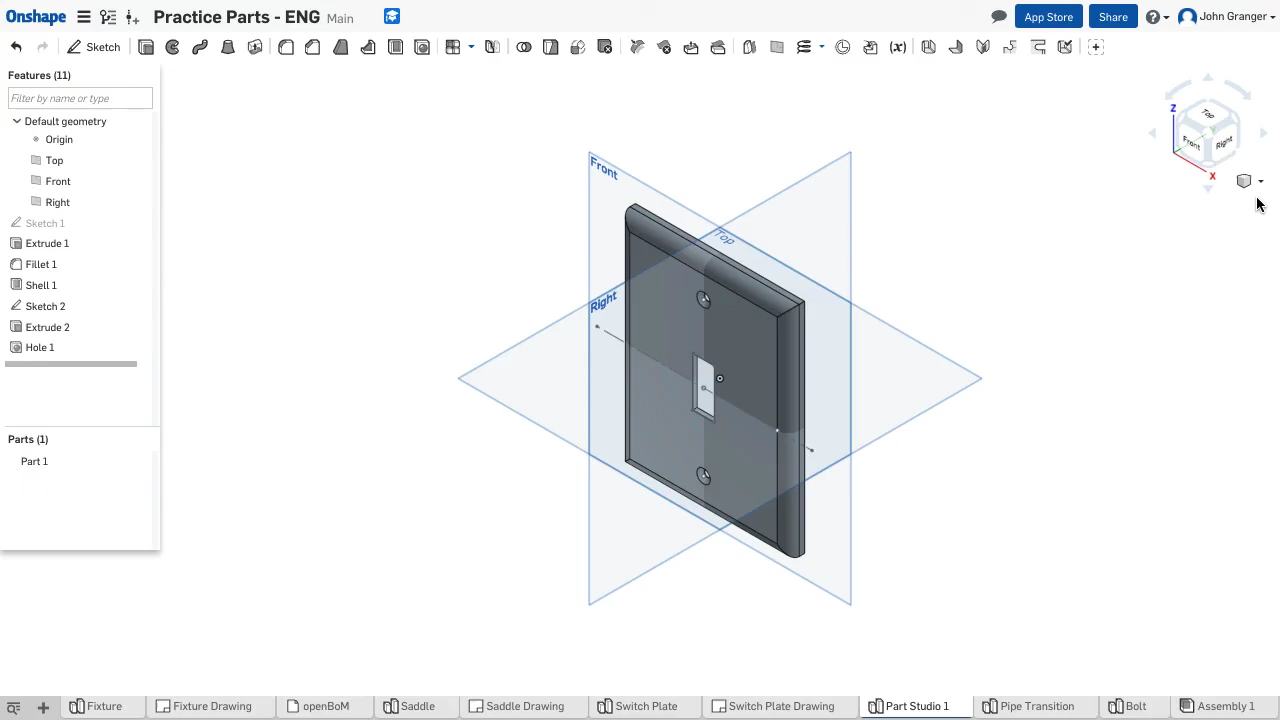 Onshape
Practice Parts - ENG Main
App Store
Share
John Granger
Sketch
(x)
Features (11)
Filter by name or type
Default geometry
Origin
Top
Front
Right
Sketch 1
Extrude 1
Fillet 1
Shell 1
Sketch 2
Extrude 2
Hole 1
Parts (1)
Part 1
Front
Top
Right
Z
Top
Front
Right
X
Fixture
Fixture Drawing
openBoM
Saddle
Saddle Drawing
Switch Plate
Switch Plate Drawing
Part Studio 1
Pipe Transition
Bolt
Assembly 1